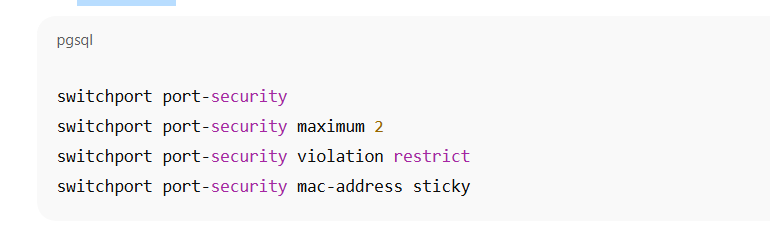 pgsql
switchport port-security
switchport port-security maximum 2
switchport port-security violation restrict
switchport port-security mac-address sticky